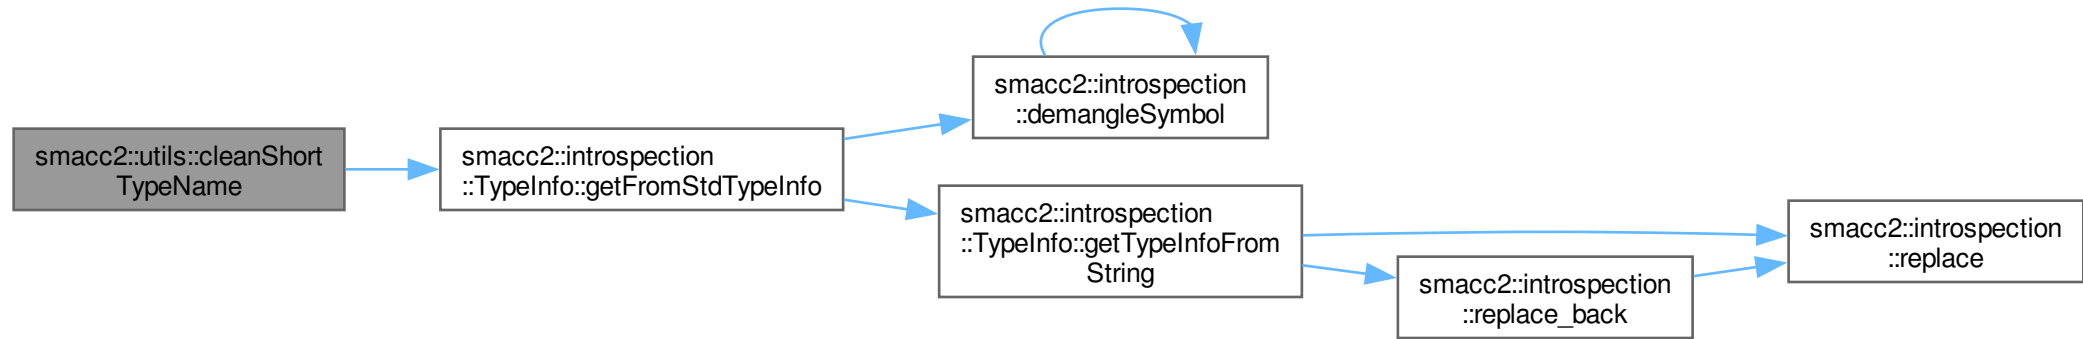 smacc2::utils::cleanShort
TypeName
smacc2::introspection
::TypeInfo::getFromStdTypeInfo
smacc2::introspection
::demangleSymbol
smacc2::introspection
::TypeInfo::getTypeInfoFrom
String
smacc2::introspection
::replace_back
smacc2::introspection
::replace